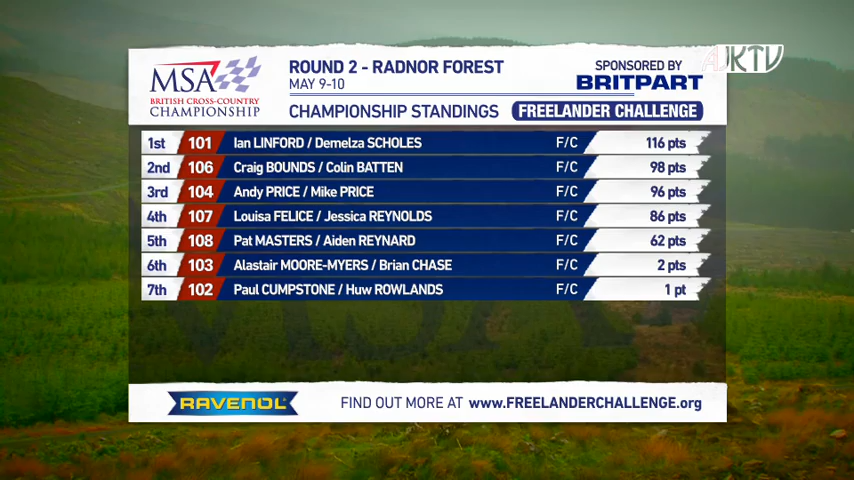 AJKTV
MSA
BRITISH CROSS-COUNTRY
CHAMPIONSHIP
ROUND 2 - RADNOR FOREST
MAY 9-10
CHAMPIONSHIP STANDINGS
SPONSORED BY
BRITPART
FREELANDER CHALLENGE
1st 101 Ian LINFORD / Demelza SCHOLES F/C 116 pts
2nd 106 Craig BOUNDS / Colin BATTEN F/C 98 pts
3rd 104 Andy PRICE / Mike PRICE F/C 96 pts
4th 107 Louisa FELICE / Jessica REYNOLDS F/C 86 pts
5th 108 Pat MASTERS / Aiden REYNARD F/C 62 pts
6th 103 Alastair MOORE-MYERS / Brian CHASE F/C 2 pts
7th 102 Paul CUMPSTONE / Huw ROWLANDS F/C 1 pt
RAVENOL
FIND OUT MORE AT www.FREELANDERCHALLENGE.org